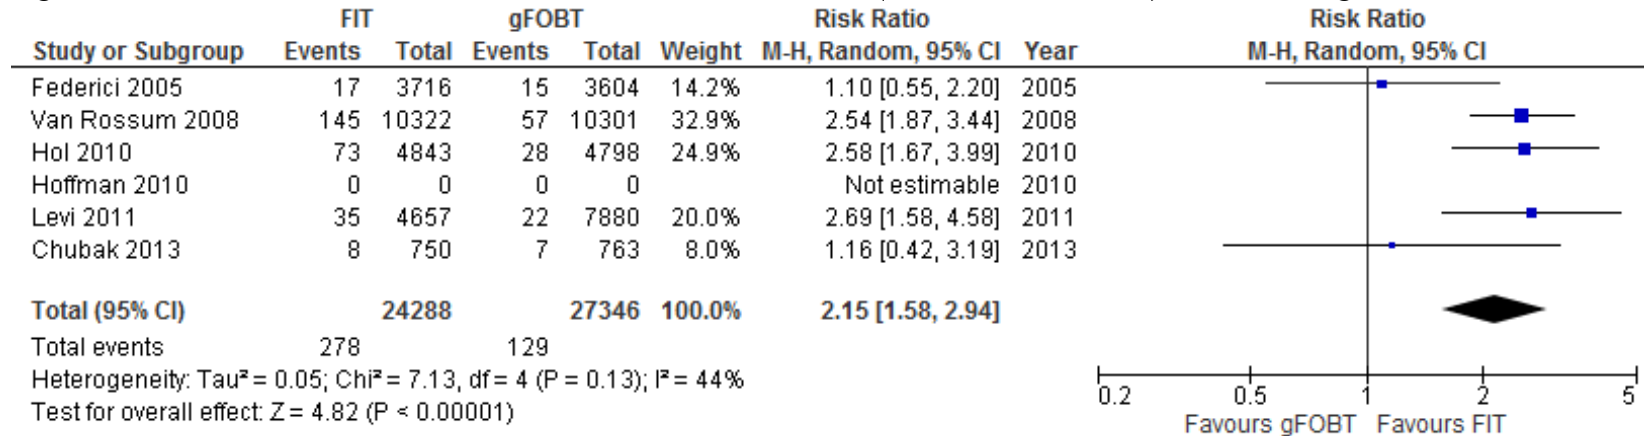 FIT gFOBT Risk Ratio Risk Ratio
Study or Subgroup Events Total Events Total Weight M-H, Random, 95% CI Year M-H, Random, 95% CI
Federici 2005 17 3716 15 3604 14.2% 1.10 [0.55, 2.20] 2005
Van Rossum 2008 145 10322 57 10301 32.9% 2.54 [1.87, 3.44] 2008
Hol 2010 73 4843 28 4798 24.9% 2.58 [1.67, 3.99] 2010
Hoffman 2010 0 0 0 0 Not estimable 2010
Levi 2011 35 4657 22 7880 20.0% 2.69 [1.58, 4.58] 2011
Chubak 2013 8 750 7 763 8.0% 1.16 [0.42, 3.19] 2013
Total (95% CI) 24288 27346 100.0% 2.15 [1.58, 2.94]
Total events 278 129
Heterogeneity: Tau² = 0.05; Chi² = 7.13, df = 4 (P = 0.13); I² = 44%
Test for overall effect: Z = 4.82 (P < 0.00001)
0.2 0.5 1 2 5
Favours gFOBT Favours FIT